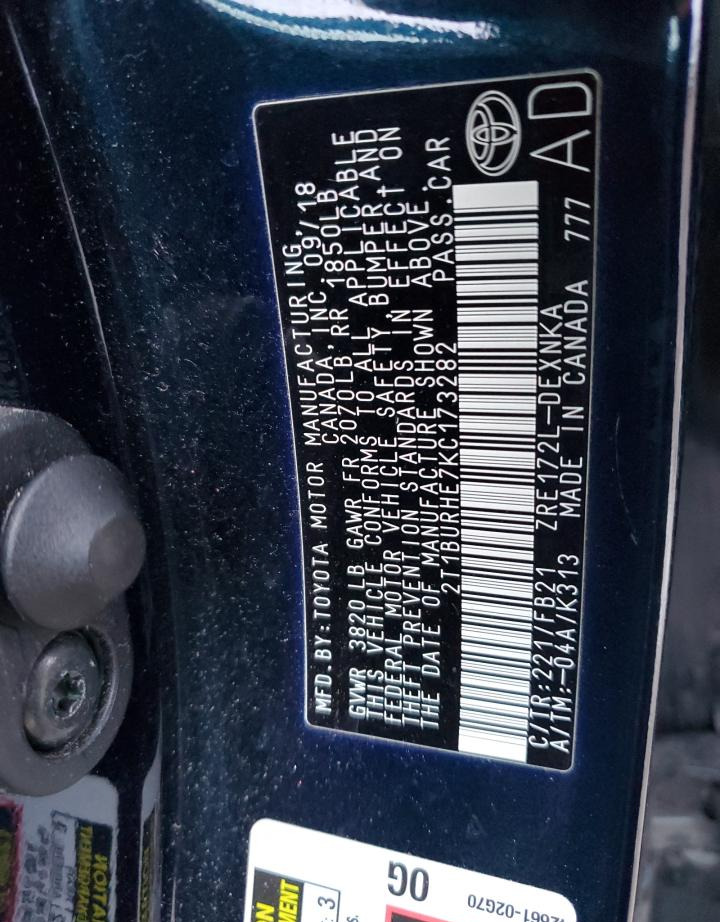 MFD.BY:TOYOTA MOTOR MANUFACTURING,
CANADA,INC. 09/18
GVWR 3820LB GAWR FR 2070LB,RR 1850LB
THIS VEHICLE CONFORMS TO ALL APPLICABLE
FEDERAL MOTOR VEHICLE SAFETY,BUMPER,AND
THEFT PREVENTION STANDARDS IN EFFECT ON
THE DATE OF MANUFACTURE SHOWN ABOVE.
2T1BURHE7KC173282 PASS.CAR
C/TR:221/FB21 ZRE172L-DEXNKA
A/TM:-04A/K313 MADE IN CANADA 777
AD
0G
02G70